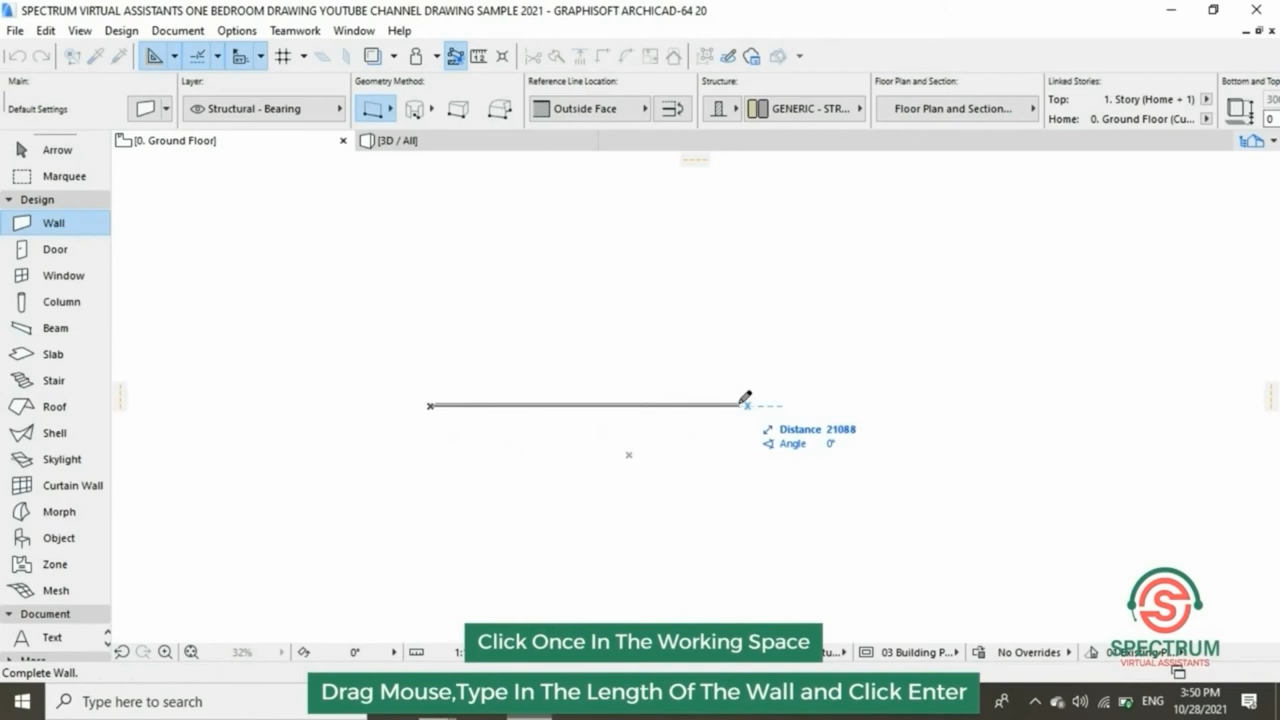 SPECTRUM VIRTUAL ASSISTANTS ONE BEDROOM DRAWING YOUTUBE CHANNEL DRAWING SAMPLE 2021 - GRAPHISOFT ARCHICAD-64 20
File Edit View Design Document Options Teamwork Window Help
Main: Layer: Geometry Method: Reference Line Location: Structure: Floor Plan and Section: Linked Stories: Bottom and Top
Default Settings Structural - Bearing Outside Face GENERIC - STR... Floor Plan and Section...
Top: 1. Story (Home + 1)
Home: 0. Ground Floor (Cu...
0
[0. Ground Floor] [3D / All]
Arrow
Marquee
Design
Wall
Door
Window
Column
Beam
Slab
Stair
Roof
Shell
Skylight
Curtain Wall
Morph
Object
Zone
Mesh
Document
Text
Distance 21088
Angle 0°
Click Once In The Working Space
32% 0° 03 Building P... No Overrides
Complete Wall.
Drag Mouse,Type In The Length Of The Wall and Click Enter
SPECTRUM
VIRTUAL ASSISTANTS
Type here to search
ENG
3:50 PM
10/28/2021